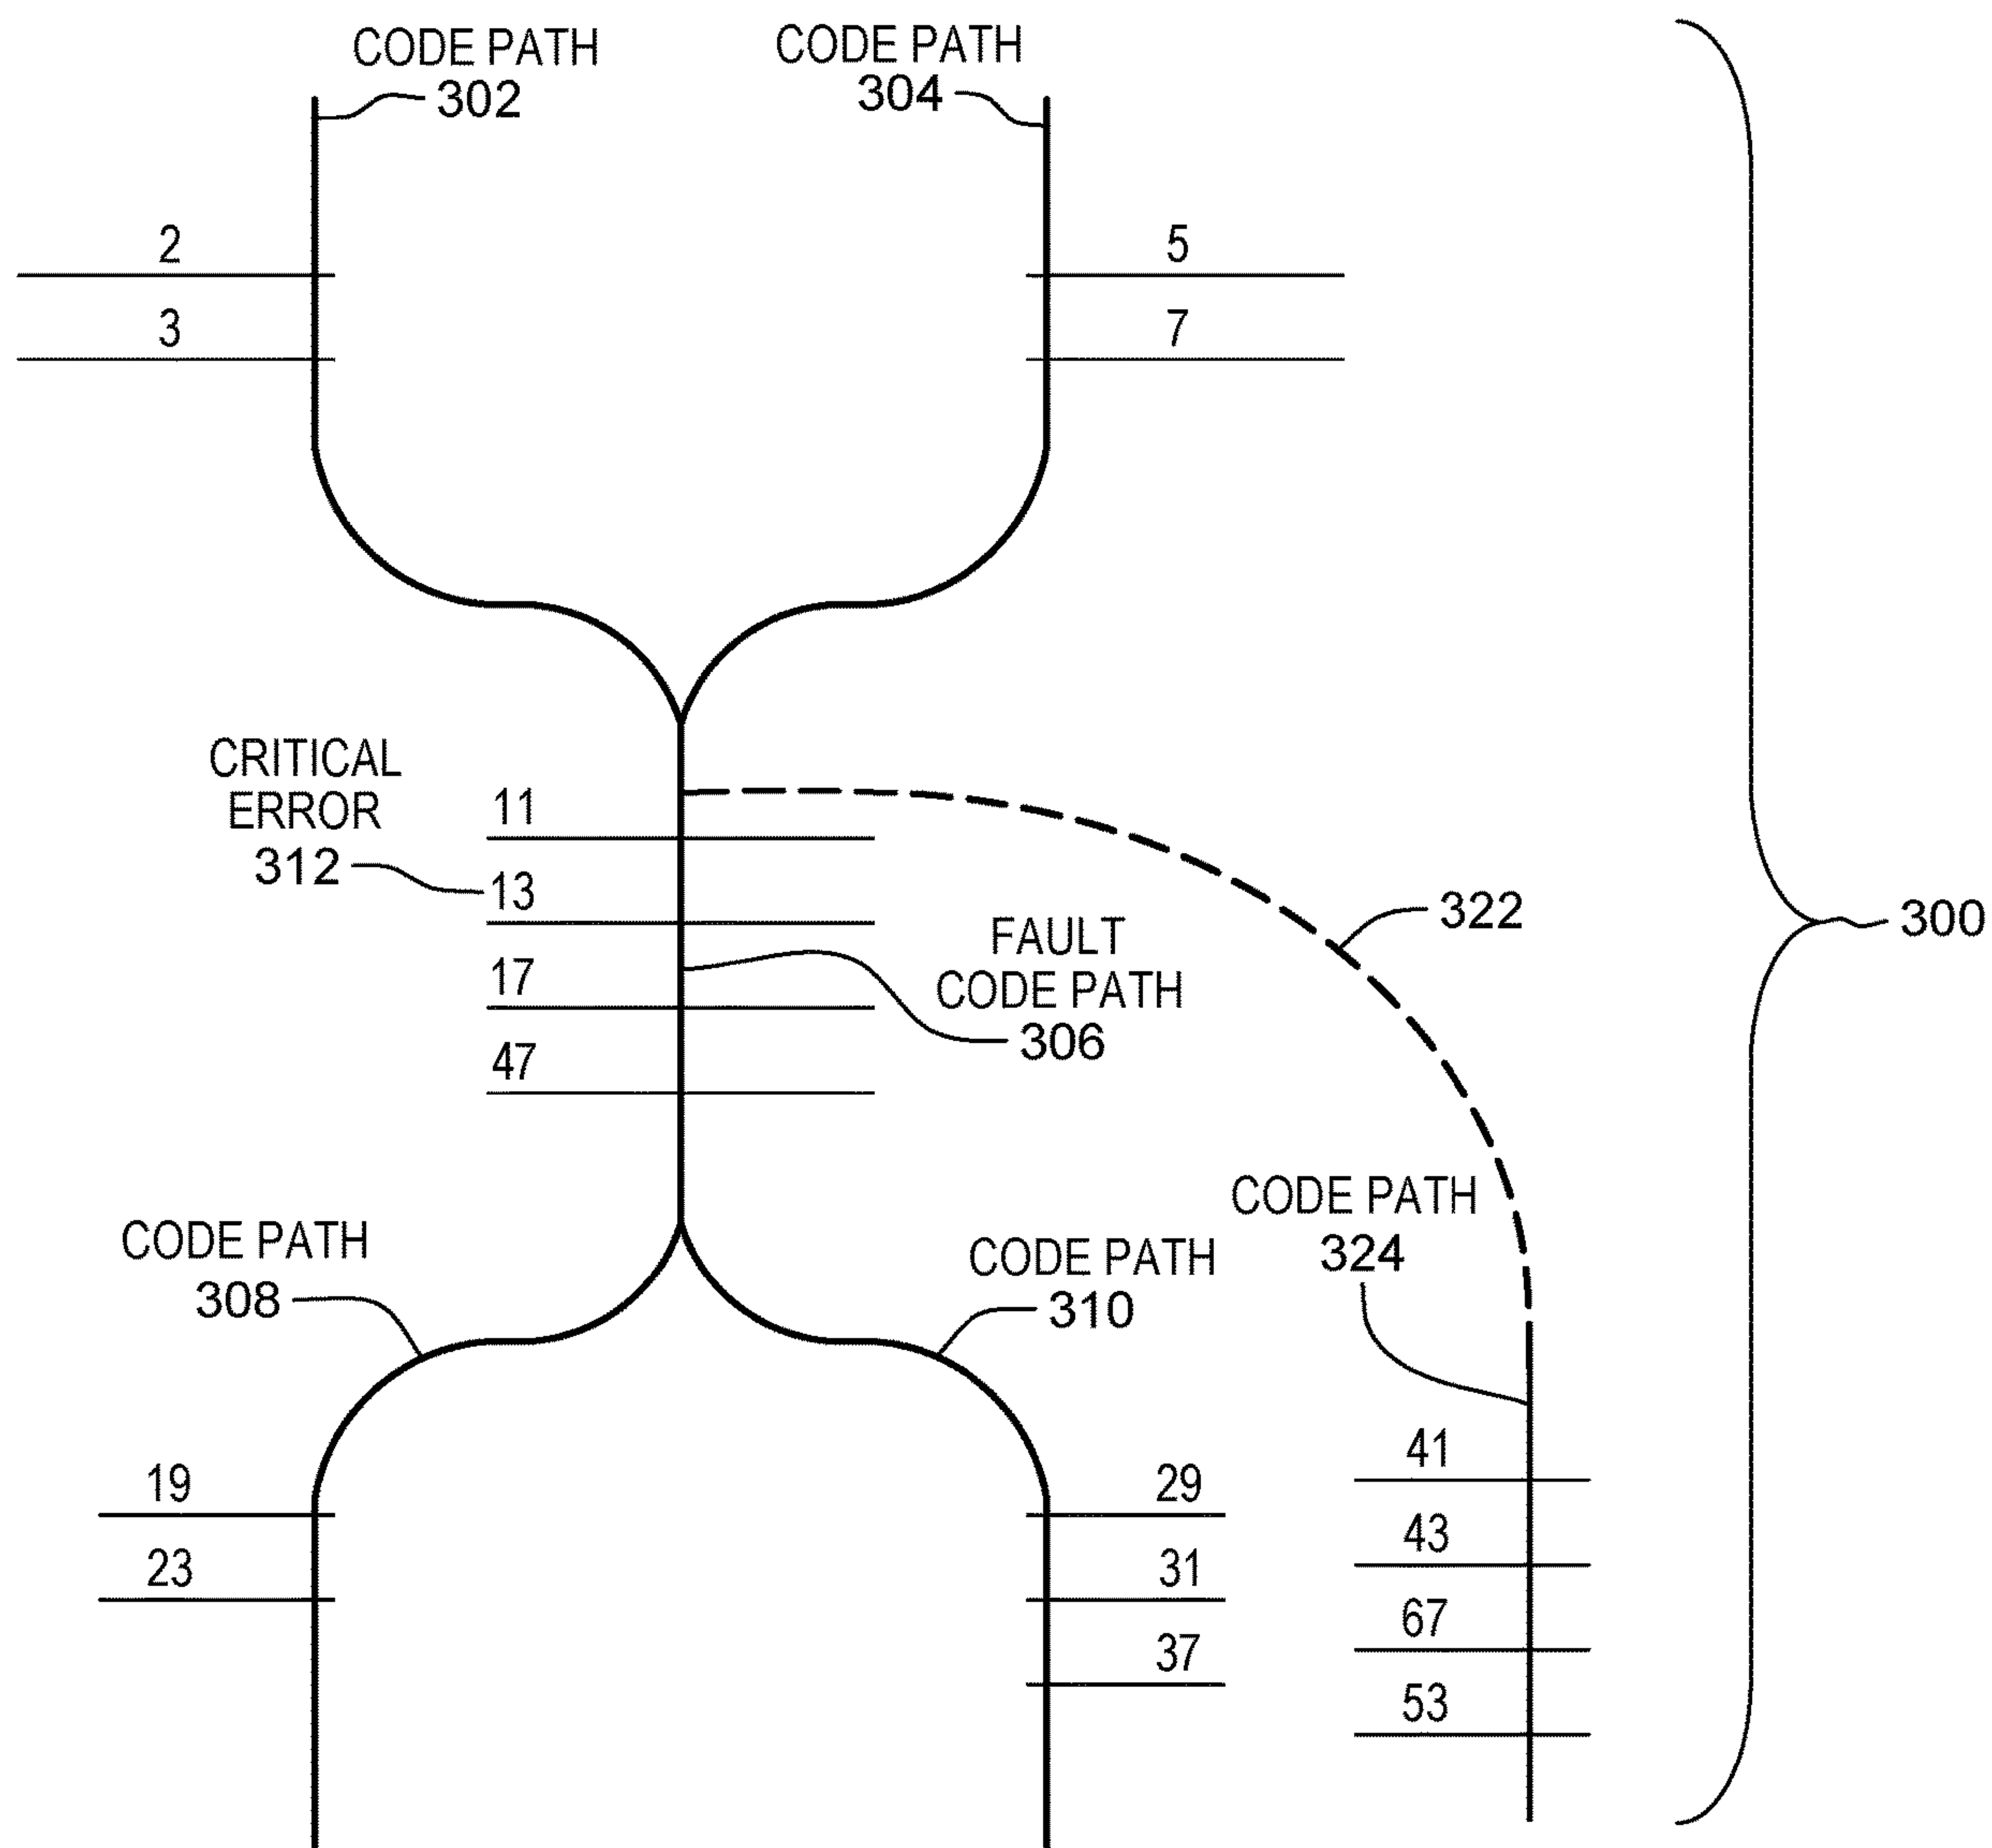 CODE PATH
302
CODE PATH
304
2
3
5
7
CRITICAL
ERROR
312
11
13
17
47
FAULT
CODE PATH
306
322
300
CODE PATH
308
CODE PATH
310
CODE PATH
324
19
23
29
31
37
41
43
67
53